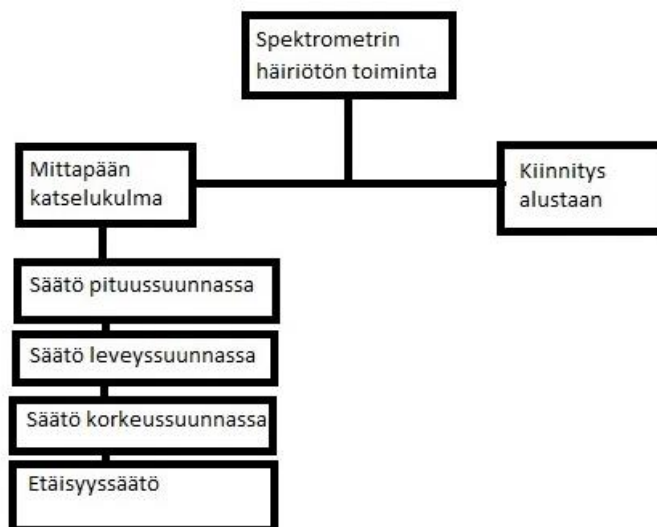 Spektrometrin
häiriötön toiminta
Mittapään
katselukulma
Kiinnitys
alustaan
Säätö pituussuunnassa
Säätö leveyssuunnassa
Säätö korkeussuunnassa
Etäisyyssäätö